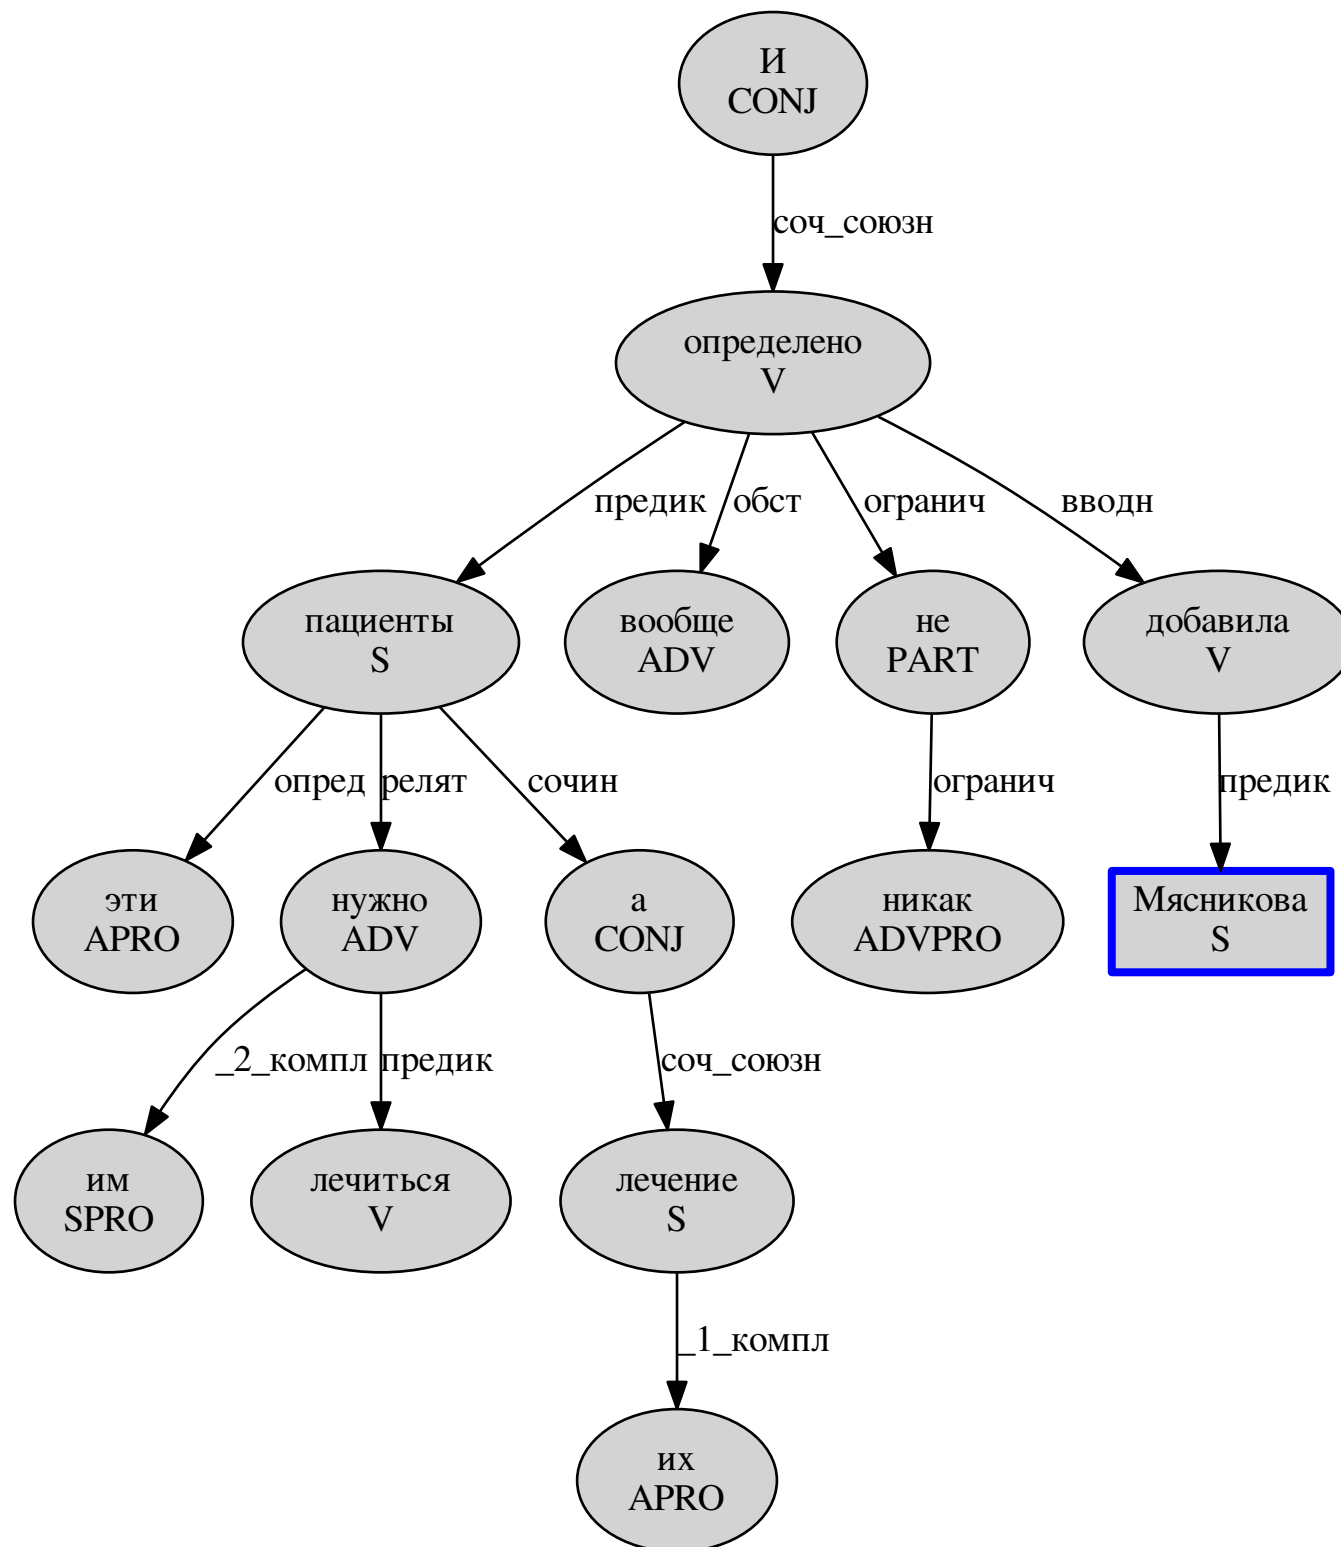 И
CONJ
соч_союзн
определено
V
предик
обст
огранич
вводн
пациенты
S
вообще
ADV
не
PART
добавила
V
опред
релят
сочин
огранич
предик
эти
APRO
нужно
ADV
а
CONJ
никак
ADVPRO
Мясникова
S
_2_компл
предик
соч_союзн
им
SPRO
лечиться
V
лечение
S
_1_компл
их
APRO